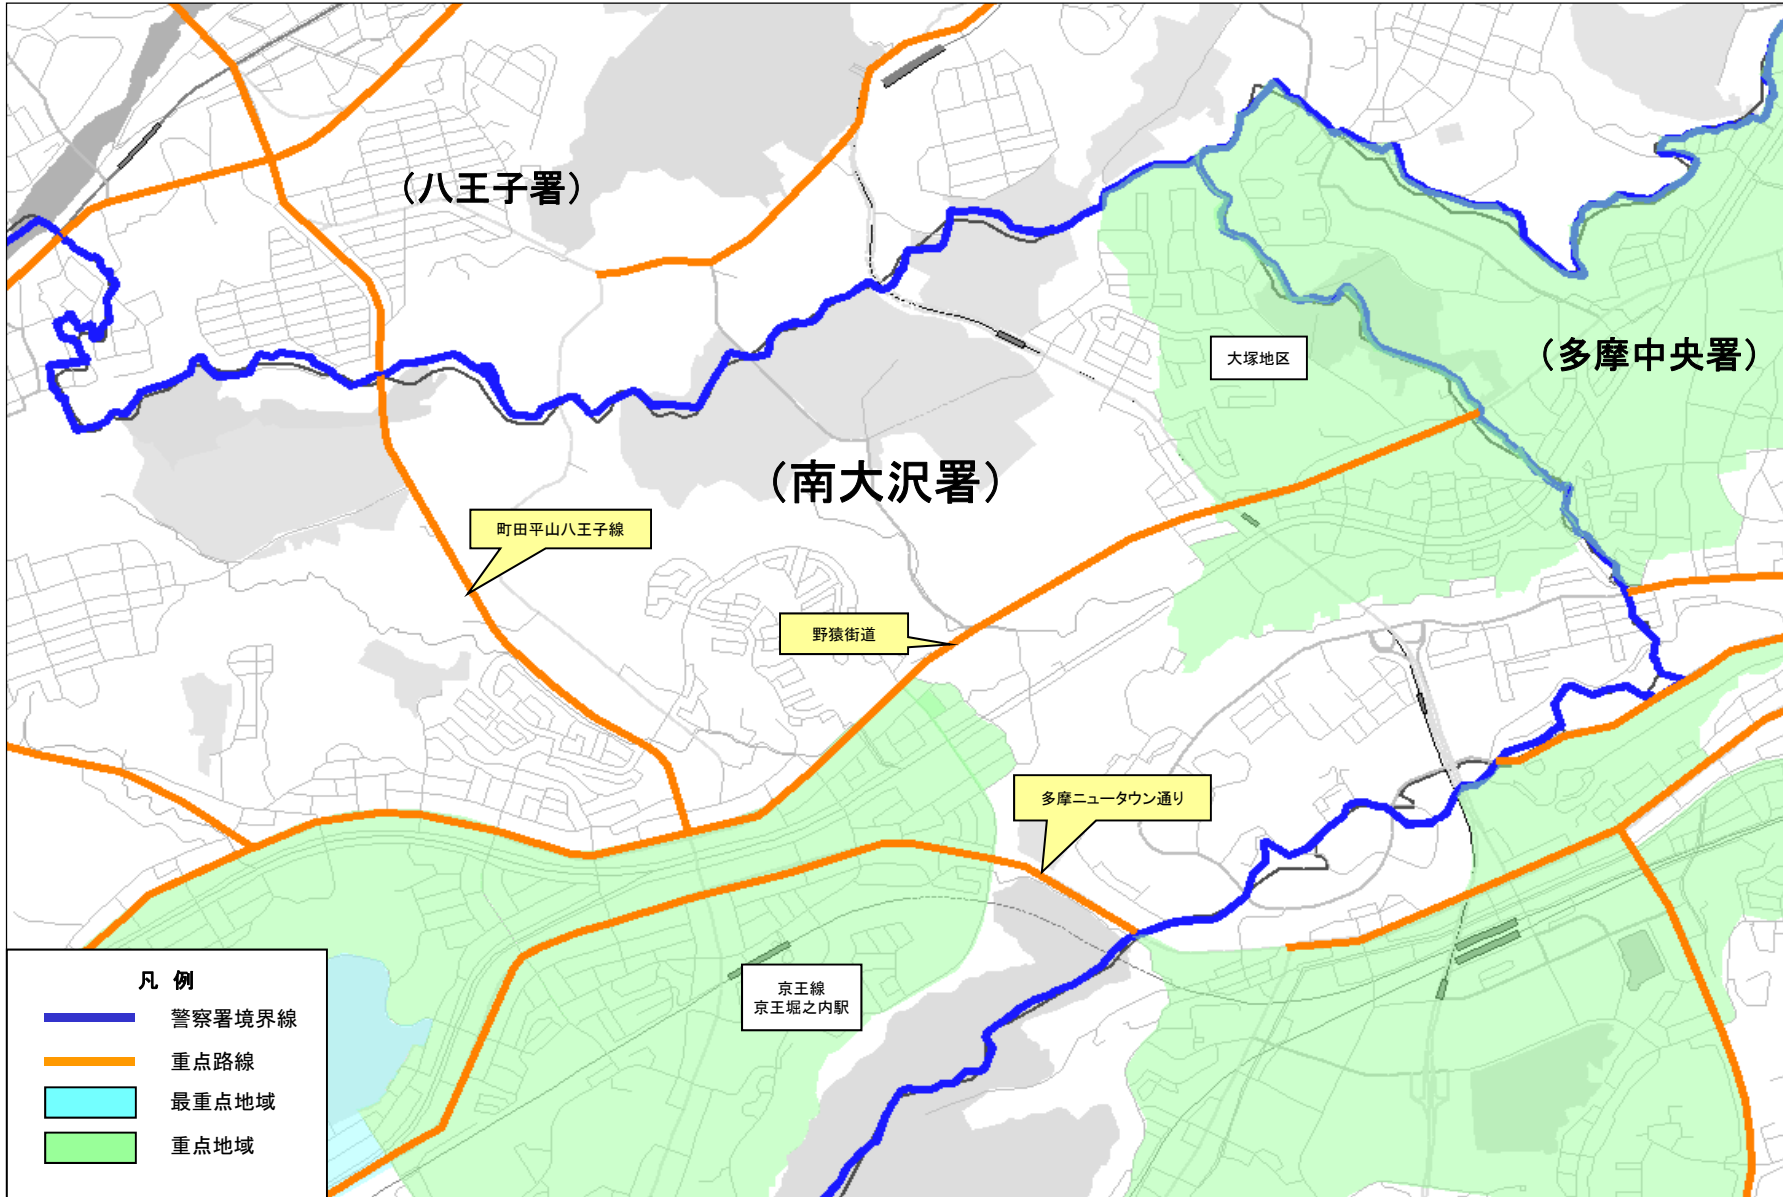 （八王子署）
大塚地区
（多摩中央署）
（南大沢署）
町田平山八王子線
野猿街道
多摩ニュータウン通り
京王線
京王堀之内駅
凡 例
警察署境界線
重点路線
最重点地域
重点地域